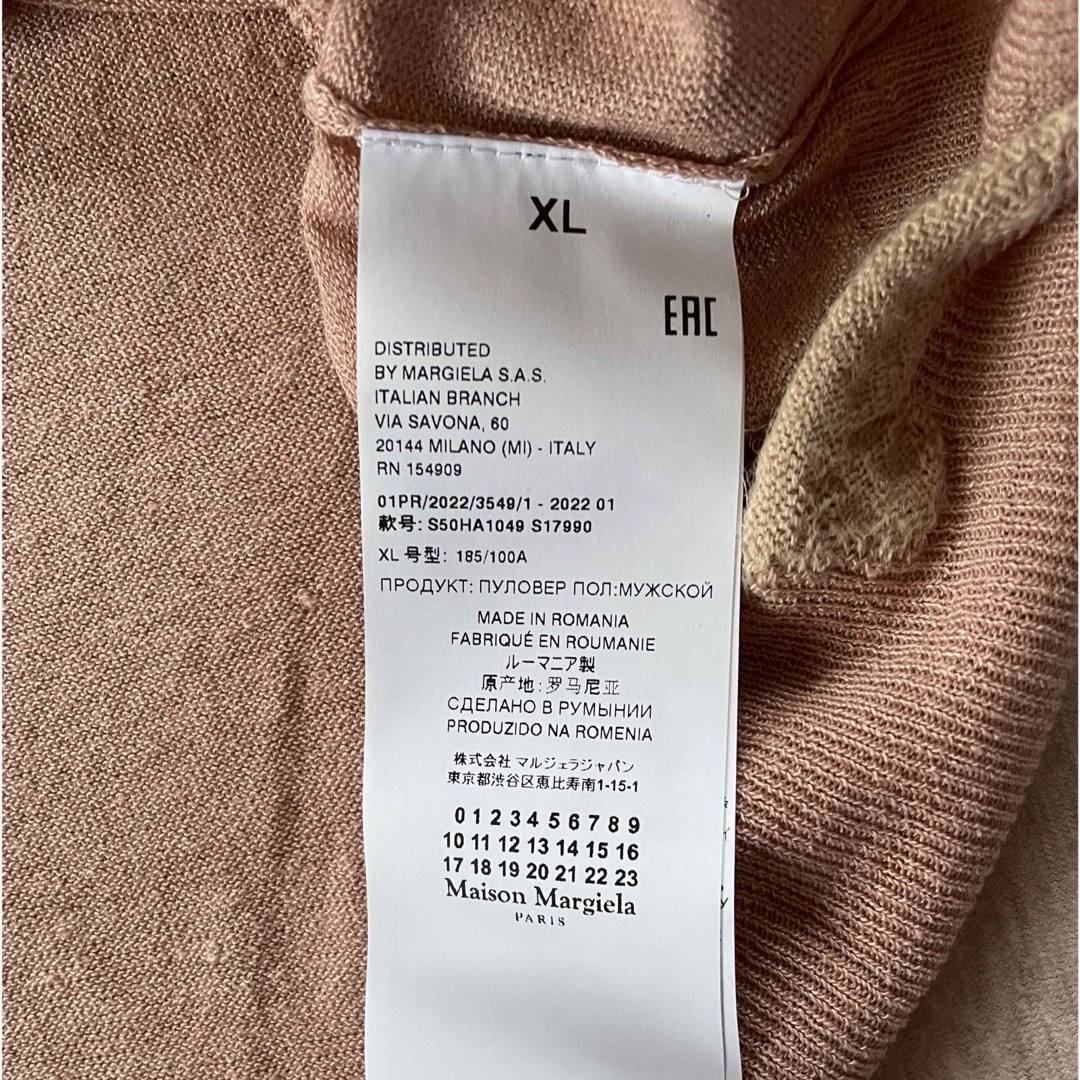 XL
EAC
DISTRIBUTED
BY MARGIELA S.A.S.
ITALIAN BRANCH
VIA SAVONA, 60
20144 MILANO (MI) - ITALY
RN 154909
01PR/2022/3549/1 - 2022 01
款号: S50HA1049 S17990
XL 号型: 185/100A
ПРОДУКТ: ПУЛОВЕР ПОЛ:МУЖСКОЙ
MADE IN ROMANIA
FABRIQUÉ EN ROUMANIE
ルーマニア製
原产地: 罗马尼亚
СДЕЛАНО В РУМЫНИИ
PRODUZIDO NA ROMENIA
株式会社 マルジェラジャパン
東京都渋谷区恵比寿南1-15-1
0 1 2 3 4 5 6 7 8 9
10 11 12 13 14 15 16
17 18 19 20 21 22 23
Maison Margiela
PARIS